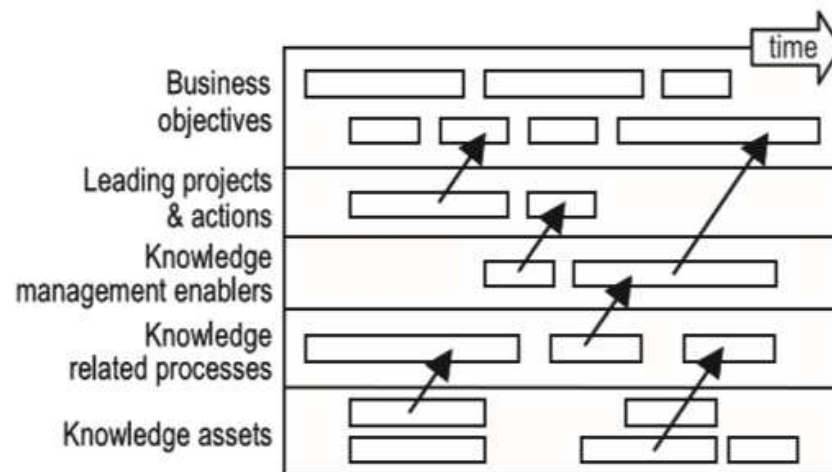 time
Business
objectives
Leading projects
& actions
Knowledge
management enablers
Knowledge
related processes
Knowledge assets